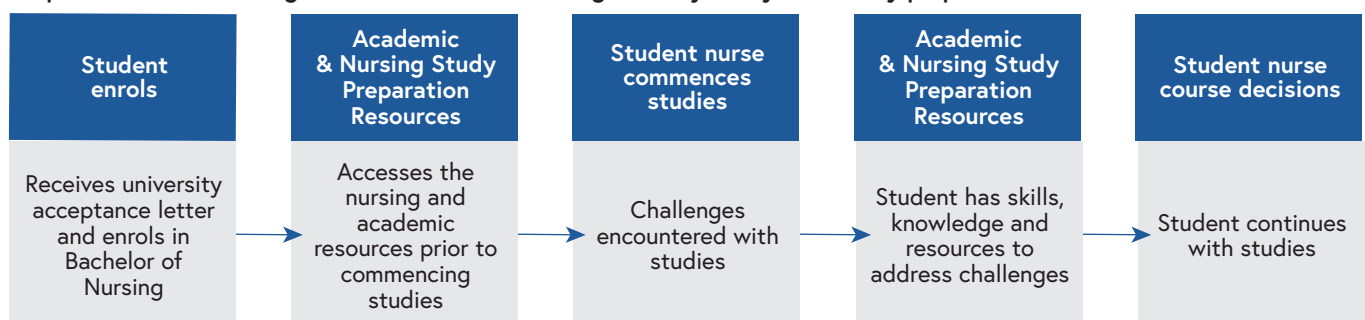 Student
enrols
Academic
& Nursing Study
Preparation
Resources
Student nurse
commences
studies
Academic
& Nursing Study
Preparation
Resources
Student nurse
course decisions
Receives university
acceptance letter
and enrols in
Bachelor of
Nursing
Accesses the
nursing and
academic
resources prior to
commencing
studies
Challenges
encountered with
studies
Student has skills,
knowledge and
resources to
address challenges
Student continues
with studies